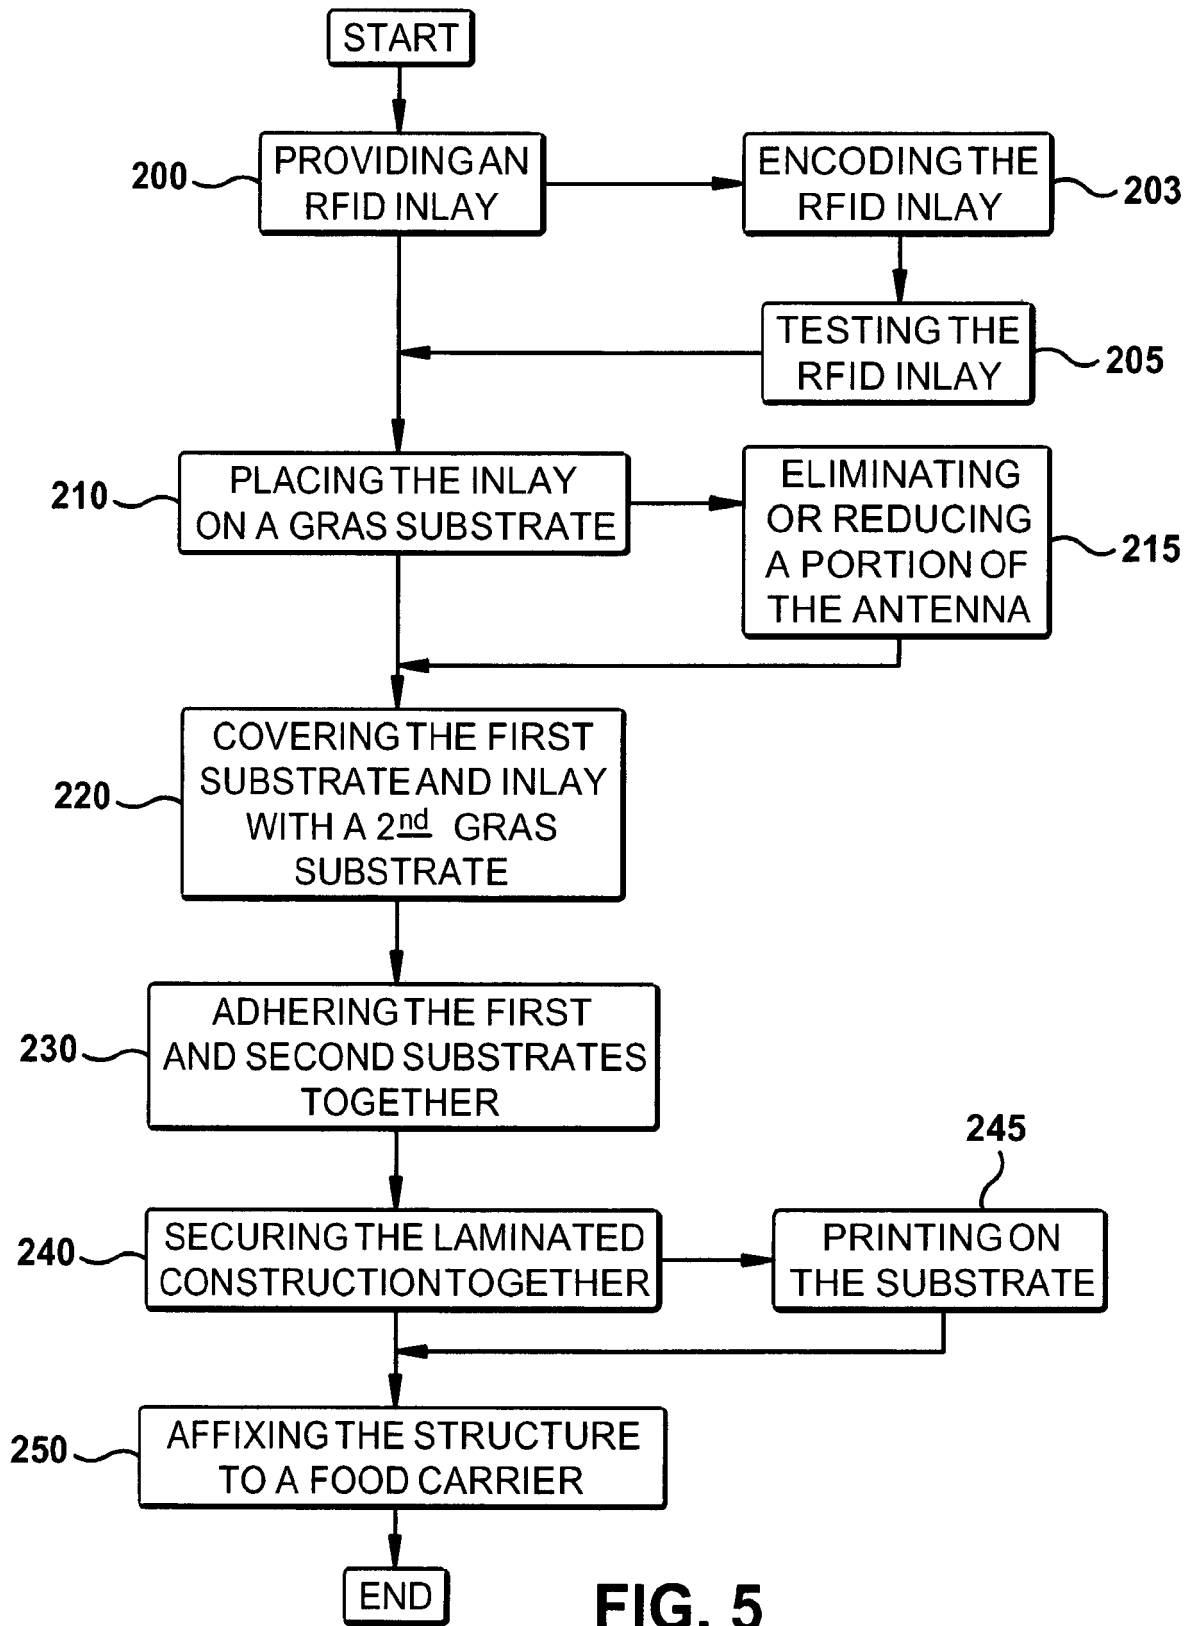 START
200
PROVIDING AN
RFID INLAY
ENCODING THE
RFID INLAY
203
TESTING THE
RFID INLAY
205
210
PLACING THE INLAY
ON A GRAS SUBSTRATE
ELIMINATING
OR REDUCING
A PORTION OF
THE ANTENNA
215
220
COVERING THE FIRST
SUBSTRATE AND INLAY
WITH A 2nd GRAS
SUBSTRATE
230
ADHERING THE FIRST
AND SECOND SUBSTRATES
TOGETHER
240
SECURING THE LAMINATED
CONSTRUCTION TOGETHER
245
PRINTING ON
THE SUBSTRATE
250
AFFIXING THE STRUCTURE
TO A FOOD CARRIER
END
FIG. 5